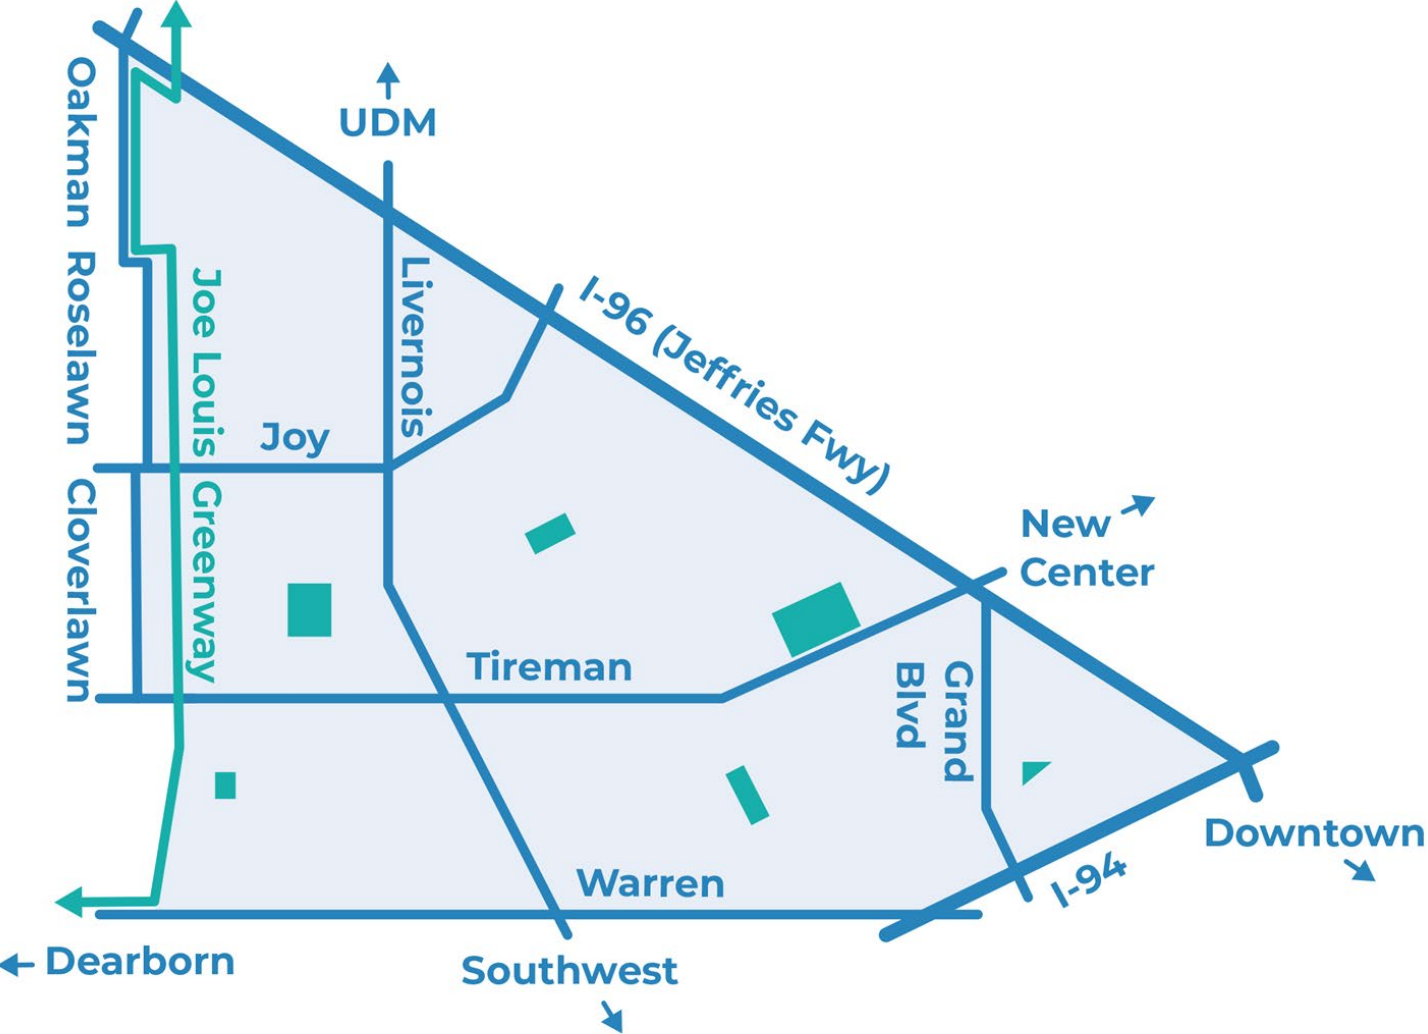 UDM
Oakman
Roselawn
Cloverlawn
Joe Louis Greenway
Livernois
I-96 (Jeffries Fwy)
Joy
New
Center
Tireman
Grand
Blvd
Downtown
I-94
Warren
Dearborn
Southwest